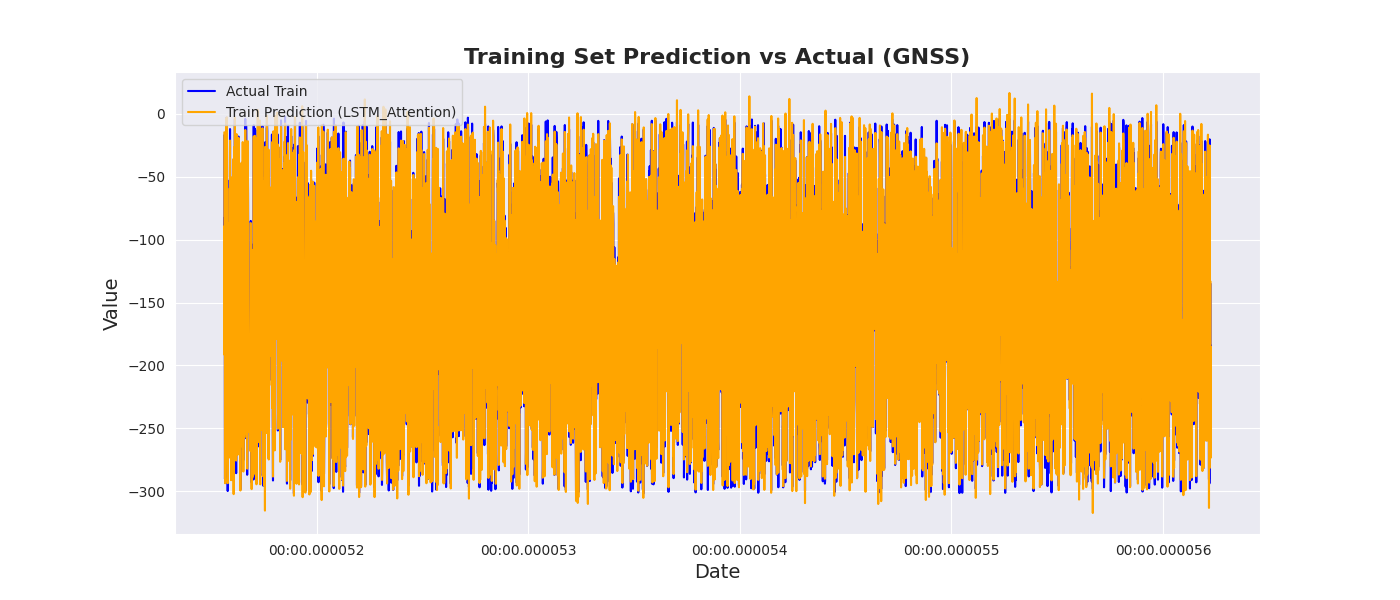 Training Set Prediction vs Actual (GNSS)
Actual Train
Train Prediction (LSTM_Attention)
Value
0
−50
−100
−150
−200
−250
−300
00:00.000052 00:00.000053 00:00.000054 00:00.000055 00:00.000056
Date